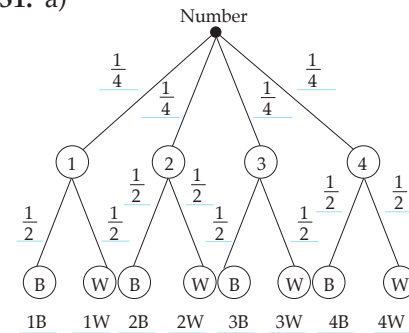 31. a)
Number
1/4 1/4 1/4 1/4
1 2 3 4
1/2 1/2 1/2 1/2 1/2 1/2 1/2 1/2
B W B W B W B W
1B 1W 2B 2W 3B 3W 4B 4W